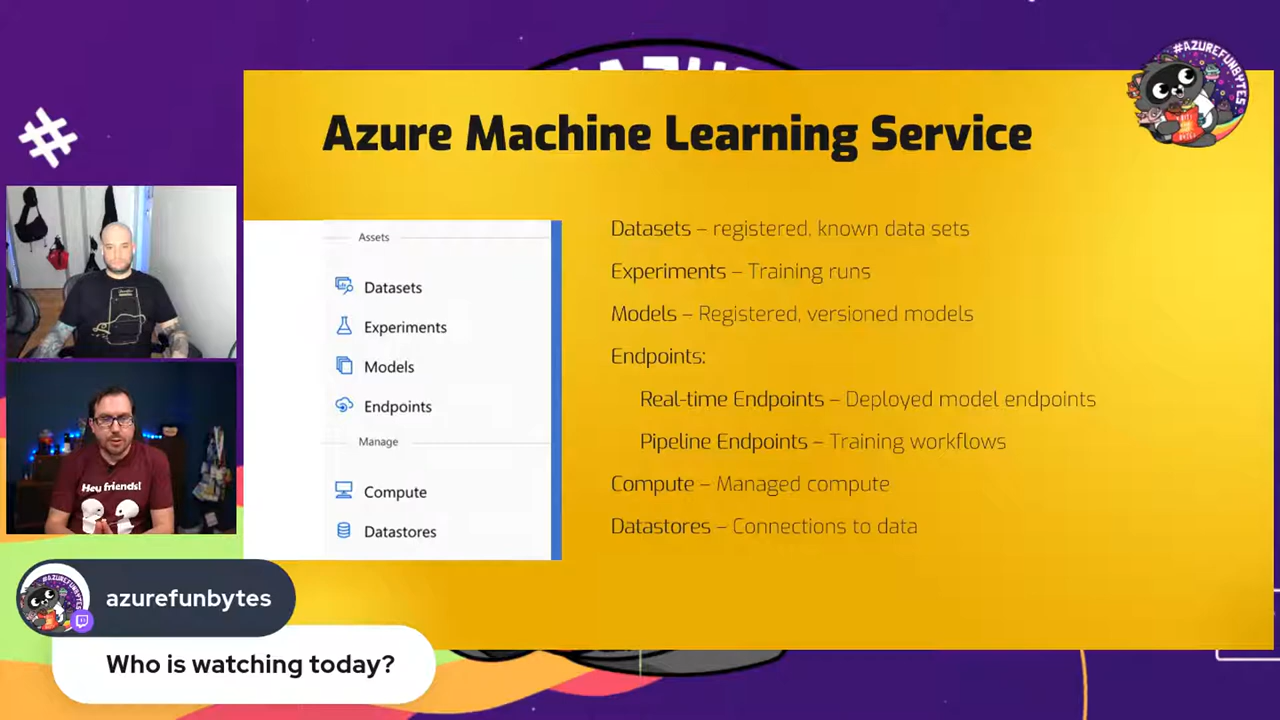 #AZUREFUNBYTES
Azure Machine Learning Service
Assets
Datasets
Experiments
Models
Endpoints
Manage
Compute
Datastores
Datasets – registered, known data sets
Experiments – Training runs
Models – Registered, versioned models
Endpoints:
Real-time Endpoints – Deployed model endpoints
Pipeline Endpoints – Training workflows
Compute – Managed compute
Datastores – Connections to data
Hey friends!
azurefunbytes
Who is watching today?